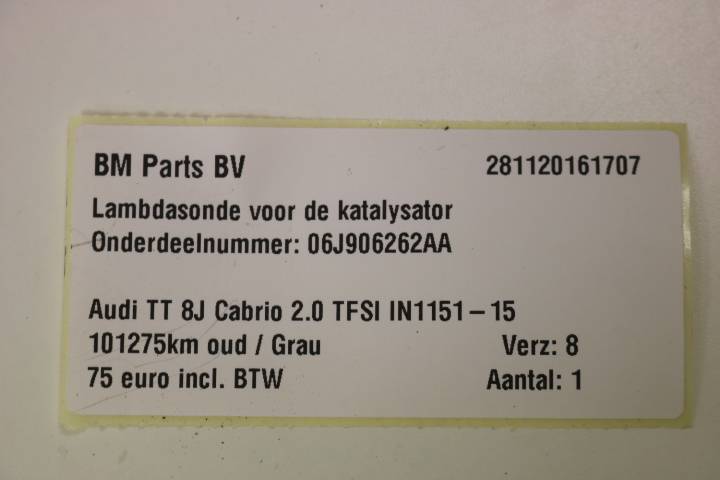 BM Parts BV 281120161707
Lambdasonde voor de katalysator
Onderdeelnummer: 06J906262AA
Audi TT 8J Cabrio 2.0 TFSI IN1151-15
101275km oud / Grau Verz: 8
75 euro incl. BTW Aantal: 1